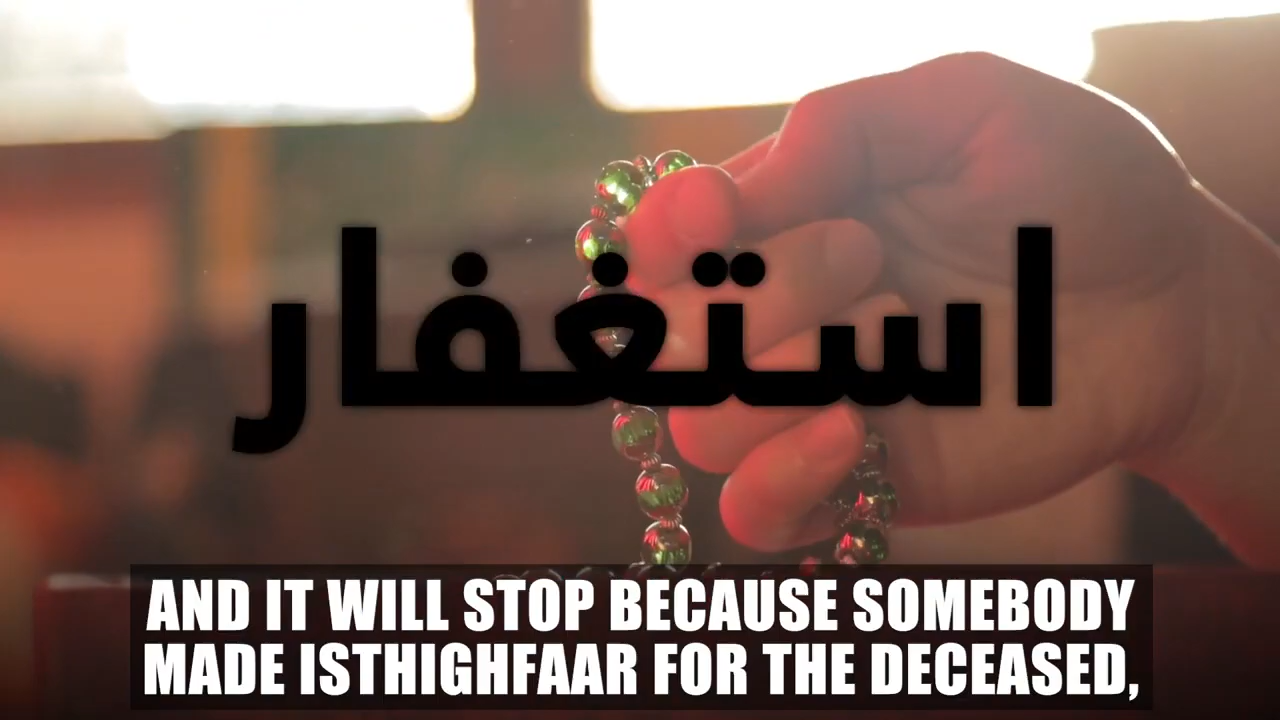 استغفار
AND IT WILL STOP BECAUSE SOMEBODY
MADE ISTHIGHFAAR FOR THE DECEASED,